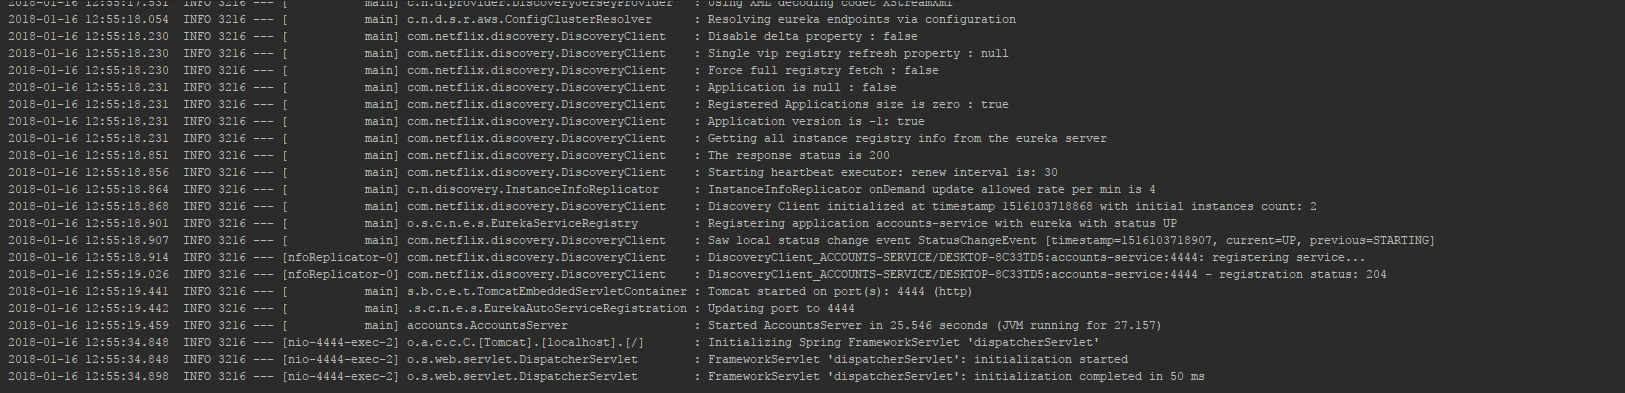 2018-01-16 12:55:17.531  INFO 3216 --- [           main] c.n.d.provider.DiscoveryJerseyProvider   : Using XML decoding codec XStreamXml
2018-01-16 12:55:18.054  INFO 3216 --- [           main] c.n.d.s.r.aws.ConfigClusterResolver      : Resolving eureka endpoints via configuration
2018-01-16 12:55:18.230  INFO 3216 --- [           main] com.netflix.discovery.DiscoveryClient    : Disable delta property : false
2018-01-16 12:55:18.230  INFO 3216 --- [           main] com.netflix.discovery.DiscoveryClient    : Single vip registry refresh property : null
2018-01-16 12:55:18.230  INFO 3216 --- [           main] com.netflix.discovery.DiscoveryClient    : Force full registry fetch : false
2018-01-16 12:55:18.231  INFO 3216 --- [           main] com.netflix.discovery.DiscoveryClient    : Application is null : false
2018-01-16 12:55:18.231  INFO 3216 --- [           main] com.netflix.discovery.DiscoveryClient    : Registered Applications size is zero : true
2018-01-16 12:55:18.231  INFO 3216 --- [           main] com.netflix.discovery.DiscoveryClient    : Application version is -1: true
2018-01-16 12:55:18.231  INFO 3216 --- [           main] com.netflix.discovery.DiscoveryClient    : Getting all instance registry info from the eureka server
2018-01-16 12:55:18.851  INFO 3216 --- [           main] com.netflix.discovery.DiscoveryClient    : The response status is 200
2018-01-16 12:55:18.856  INFO 3216 --- [           main] com.netflix.discovery.DiscoveryClient    : Starting heartbeat executor: renew interval is: 30
2018-01-16 12:55:18.864  INFO 3216 --- [           main] c.n.discovery.InstanceInfoReplicator     : InstanceInfoReplicator onDemand update allowed rate per min is 4
2018-01-16 12:55:18.868  INFO 3216 --- [           main] com.netflix.discovery.DiscoveryClient    : Discovery Client initialized at timestamp 1516103718868 with initial instances count: 2
2018-01-16 12:55:18.901  INFO 3216 --- [           main] o.s.c.n.e.s.EurekaServiceRegistry        : Registering application accounts-service with eureka with status UP
2018-01-16 12:55:18.907  INFO 3216 --- [           main] com.netflix.discovery.DiscoveryClient    : Saw local status change event StatusChangeEvent [timestamp=1516103718907, current=UP, previous=STARTING]
2018-01-16 12:55:18.914  INFO 3216 --- [nfoReplicator-0] com.netflix.discovery.DiscoveryClient    : DiscoveryClient_ACCOUNTS-SERVICE/DESKTOP-8C33TD5:accounts-service:4444: registering service...
2018-01-16 12:55:19.026  INFO 3216 --- [nfoReplicator-0] com.netflix.discovery.DiscoveryClient    : DiscoveryClient_ACCOUNTS-SERVICE/DESKTOP-8C33TD5:accounts-service:4444 - registration status: 204
2018-01-16 12:55:19.441  INFO 3216 --- [           main] s.b.c.e.t.TomcatEmbeddedServletContainer : Tomcat started on port(s): 4444 (http)
2018-01-16 12:55:19.442  INFO 3216 --- [           main] .s.c.n.e.s.EurekaAutoServiceRegistration : Updating port to 4444
2018-01-16 12:55:19.459  INFO 3216 --- [           main] accounts.AccountsServer                  : Started AccountsServer in 25.546 seconds (JVM running for 27.157)
2018-01-16 12:55:34.848  INFO 3216 --- [nio-4444-exec-2] o.a.c.c.C.[Tomcat].[localhost].[/]       : Initializing Spring FrameworkServlet 'dispatcherServlet'
2018-01-16 12:55:34.848  INFO 3216 --- [nio-4444-exec-2] o.s.web.servlet.DispatcherServlet        : FrameworkServlet 'dispatcherServlet': initialization started
2018-01-16 12:55:34.898  INFO 3216 --- [nio-4444-exec-2] o.s.web.servlet.DispatcherServlet        : FrameworkServlet 'dispatcherServlet': initialization completed in 50 ms